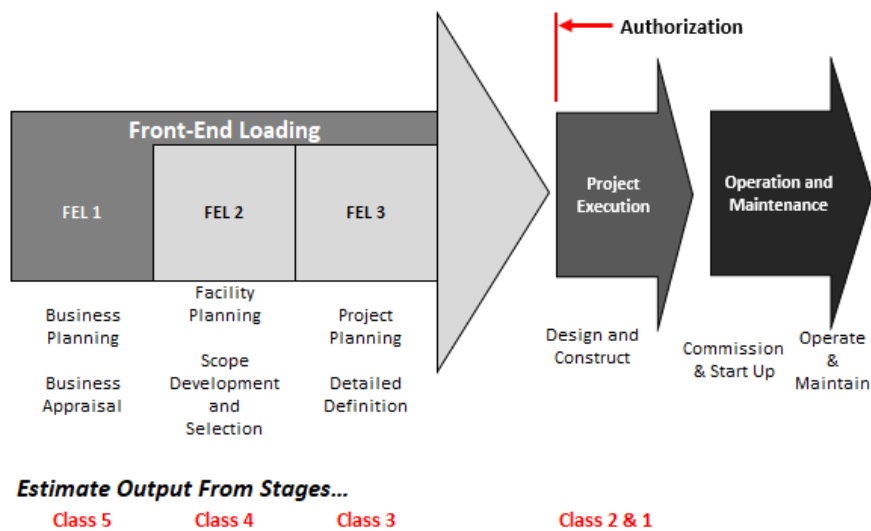 Authorization
Front-End Loading
FEL 1
FEL 2
FEL 3
Project
Execution
Operation and
Maintenance
Business
Planning
Business
Appraisal
Facility
Planning
Scope
Development
and
Selection
Project
Planning
Detailed
Definition
Design and
Construct
Commission
& Start Up
Operate
&
Maintain
Estimate Output From Stages...
Class 5
Class 4
Class 3
Class 2 & 1